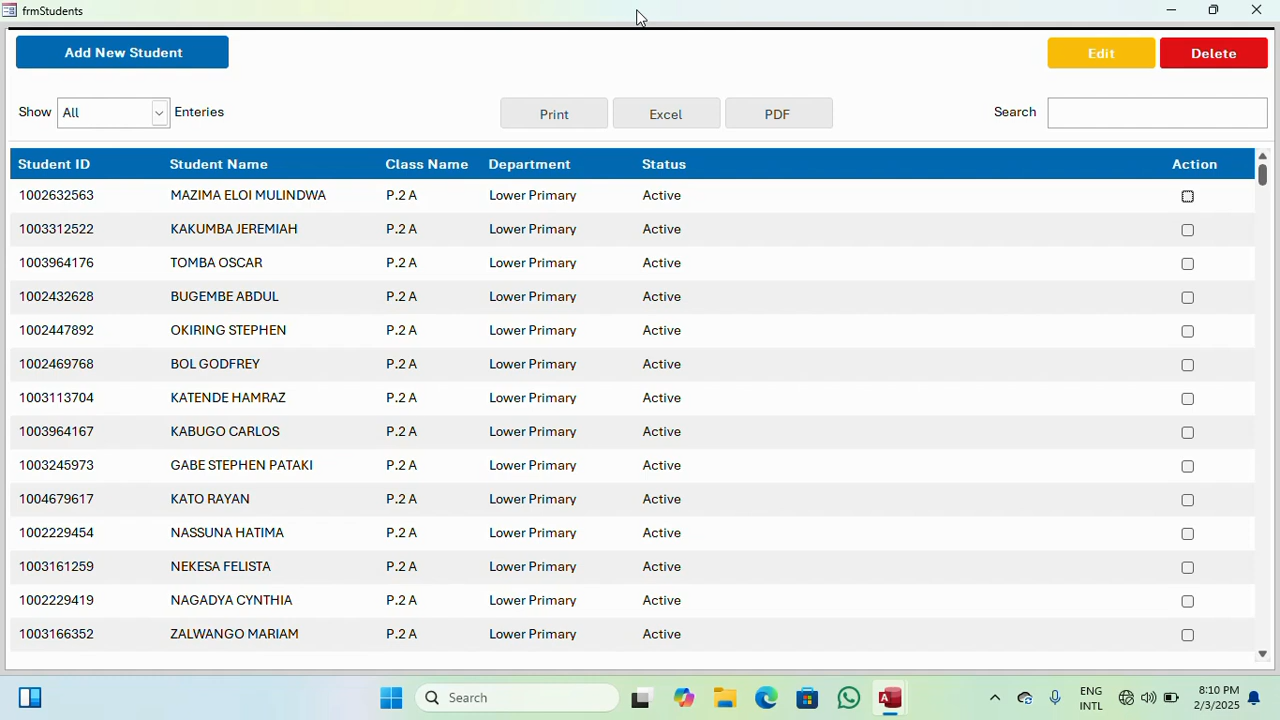 frmStudents
Add New Student Edit Delete
Show All Enteries Print Excel PDF Search
Student ID Student Name Class Name Department Status Action
1002632563 MAZIMA ELOI MULINDWA P.2 A Lower Primary Active
1003312522 KAKUMBA JEREMIAH P.2 A Lower Primary Active
1003964176 TOMBA OSCAR P.2 A Lower Primary Active
1002432628 BUGEMBE ABDUL P.2 A Lower Primary Active
1002447892 OKIRING STEPHEN P.2 A Lower Primary Active
1002469768 BOL GODFREY P.2 A Lower Primary Active
1003113704 KATENDE HAMRAZ P.2 A Lower Primary Active
1003964167 KABUGO CARLOS P.2 A Lower Primary Active
1003245973 GABE STEPHEN PATAKI P.2 A Lower Primary Active
1004679617 KATO RAYAN P.2 A Lower Primary Active
1002229454 NASSUNA HATIMA P.2 A Lower Primary Active
1003161259 NEKESA FELISTA P.2 A Lower Primary Active
1002229419 NAGADYA CYNTHIA P.2 A Lower Primary Active
1003166352 ZALWANGO MARIAM P.2 A Lower Primary Active
Search ENG 8:10 PM
INTL 2/3/2025